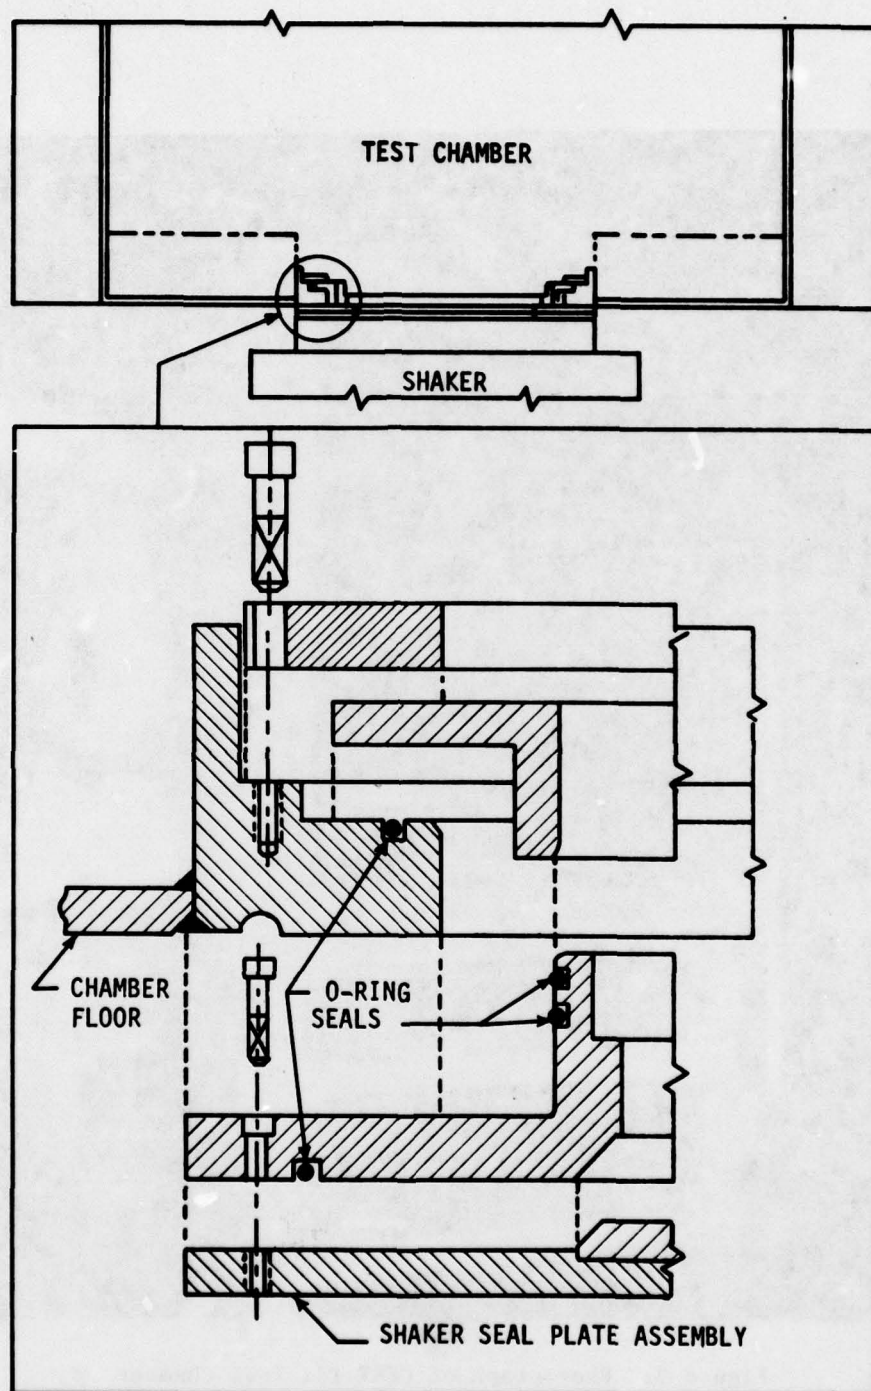 TEST CHAMBER
SHAKER
CHAMBER
FLOOR
O-RING
SEALS
SHAKER SEAL PLATE ASSEMBLY